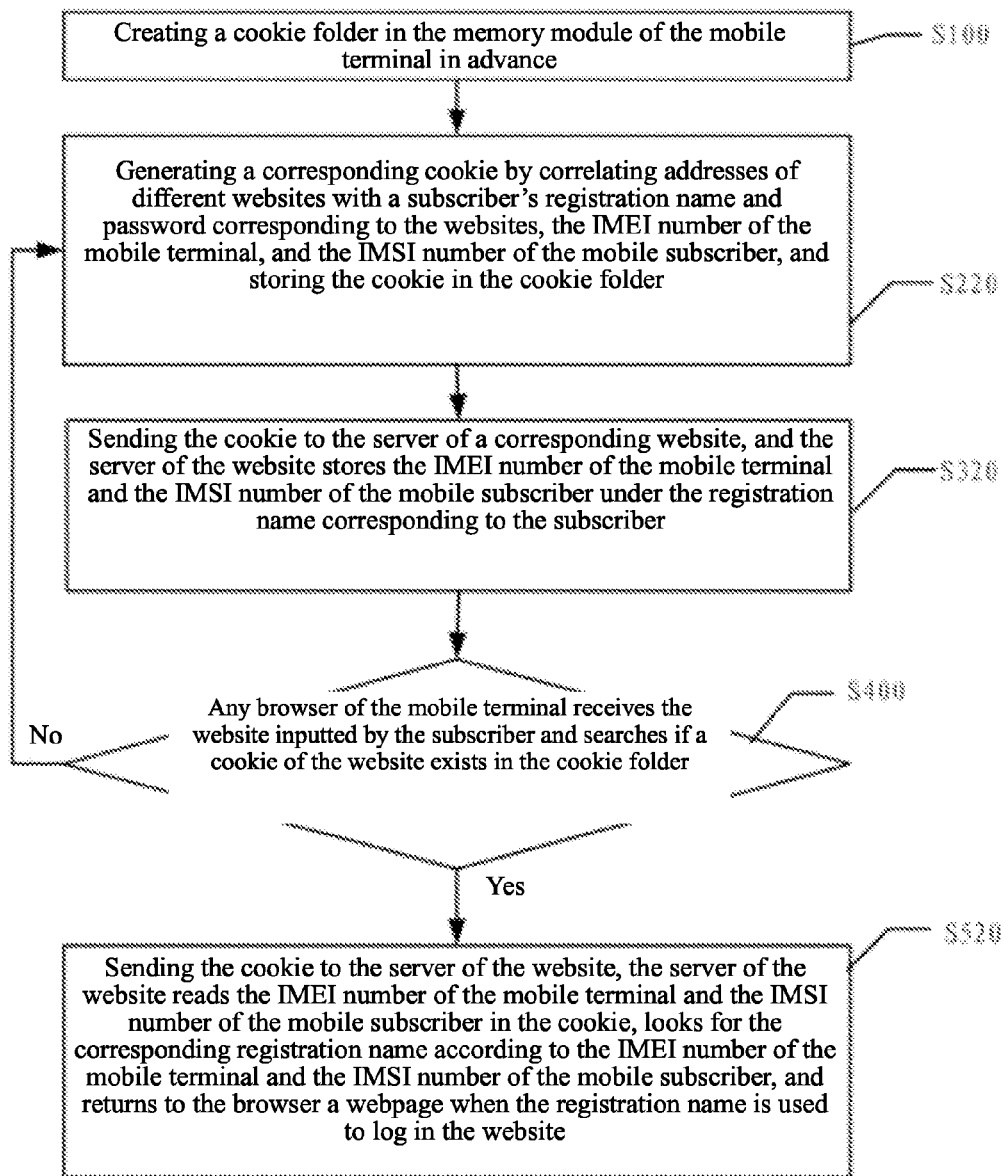 Creating a cookie folder in the memory module of the mobile
terminal in advance
S100
Generating a corresponding cookie by correlating addresses of
different websites with a subscriber's registration name and
password corresponding to the websites, the IMEI number of the
mobile terminal, and the IMSI number of the mobile subscriber, and
storing the cookie in the cookie folder
S220
Sending the cookie to the server of a corresponding website, and the
server of the website stores the IMEI number of the mobile terminal
and the IMSI number of the mobile subscriber under the registration
name corresponding to the subscriber
S320
Any browser of the mobile terminal receives the
website inputted by the subscriber and searches if a
cookie of the website exists in the cookie folder
S400
No
Yes
Sending the cookie to the server of the website, the server of the
website reads the IMEI number of the mobile terminal and the IMSI
number of the mobile subscriber in the cookie, looks for the
corresponding registration name according to the IMEI number of the
mobile terminal and the IMSI number of the mobile subscriber, and
returns to the browser a webpage when the registration name is used
to log in the website
S520